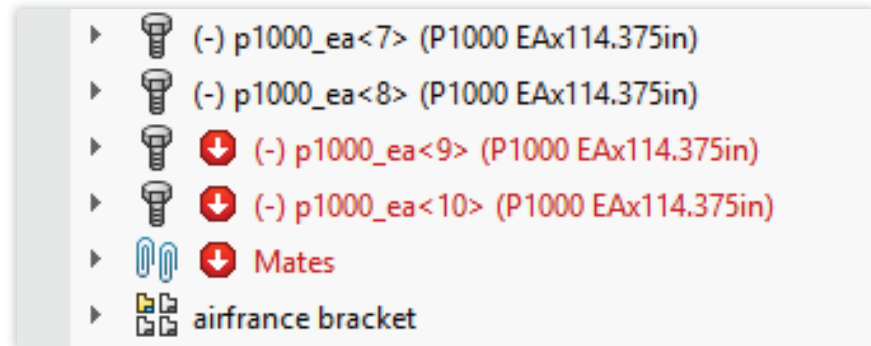 (-) p1000_ea<7> (P1000 EAx114.375in)
(-) p1000_ea<8> (P1000 EAx114.375in)
(-) p1000_ea<9> (P1000 EAx114.375in)
(-) p1000_ea<10> (P1000 EAx114.375in)
Mates
airfrance bracket